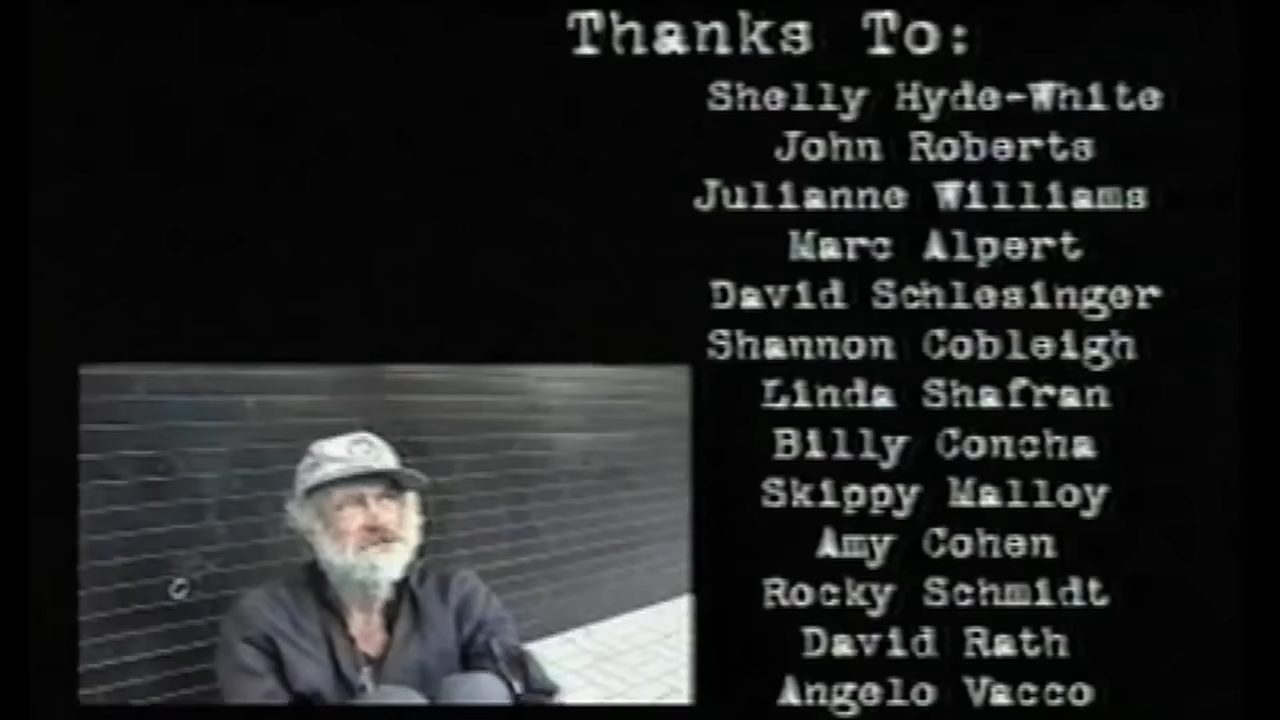 Thanks To:
Shelly Hyde-White
John Roberts
Julianne Williams
Marc Alpert
David Schlesinger
Shannon Cobleigh
Linda Shafran
Billy Concha
Skippy Malloy
Amy Cohen
Rocky Schmidt
David Rath
Angelo Vacco